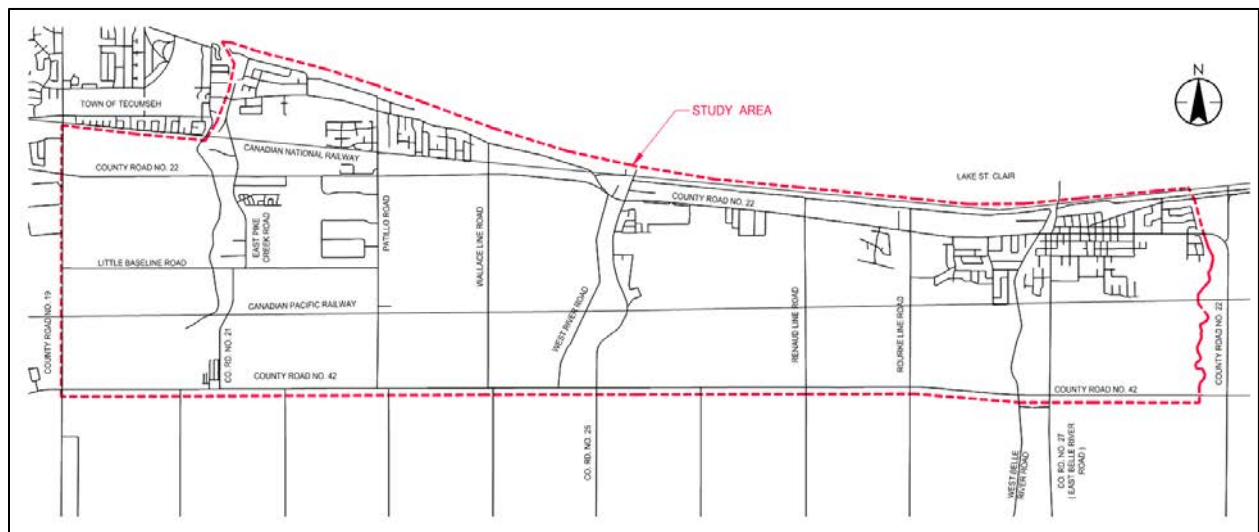 N
TOWN OF TECUMSEH
STUDY AREA
CANADIAN NATIONAL RAILWAY
COUNTY ROAD NO. 22
LAKE ST. CLAIR
COUNTY ROAD NO. 22
EAST PIKE
CREEK ROAD
PATILLO ROAD
WALLACE LINE ROAD
LITTLE BASELINE ROAD
CANADIAN PACIFIC RAILWAY
WEST RIVER ROAD
RENAUD LINE ROAD
ROURKE LINE ROAD
COUNTY ROAD NO. 19
CO. RD. NO. 21
COUNTY ROAD NO. 22
COUNTY ROAD NO. 42
COUNTY ROAD NO. 42
CO. RD. NO. 25
WEST BELLE
RIVER ROAD
CO. RD. NO. 27
( EAST BELLE RIVER
ROAD )